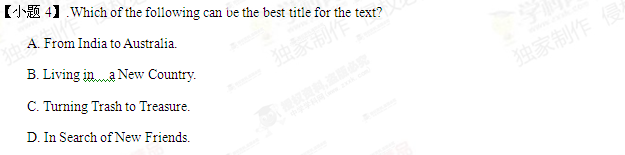 【小题 4】.Which of the following can be the best title for the text?
A. From India to Australia.
B. Living in a New Country.
C. Turning Trash to Treasure.
D. In Search of New Friends.